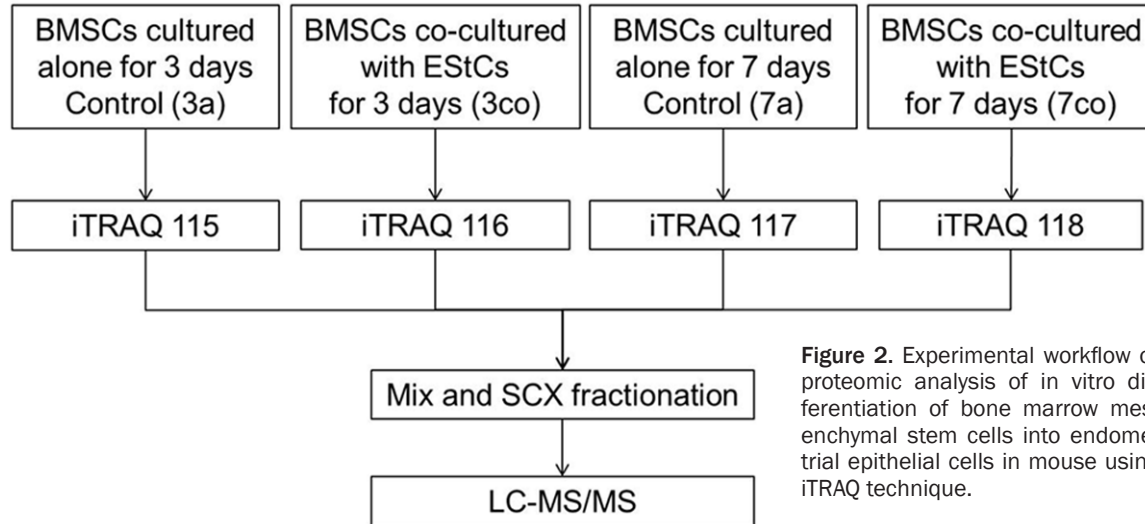 BMSCs cultured
alone for 3 days
Control (3a)
BMSCs co-cultured
with EStCs
for 3 days (3co)
BMSCs cultured
alone for 7 days
Control (7a)
BMSCs co-cultured
with EStCs
for 7 days (7co)
iTRAQ 115
iTRAQ 116
iTRAQ 117
iTRAQ 118
Mix and SCX fractionation
LC-MS/MS
Figure 2. Experimental workflow
proteomic analysis of in vitro dif-
ferentiation of bone marrow mes-
enchymal stem cells into endome-
trial epithelial cells in mouse using
iTRAQ technique.